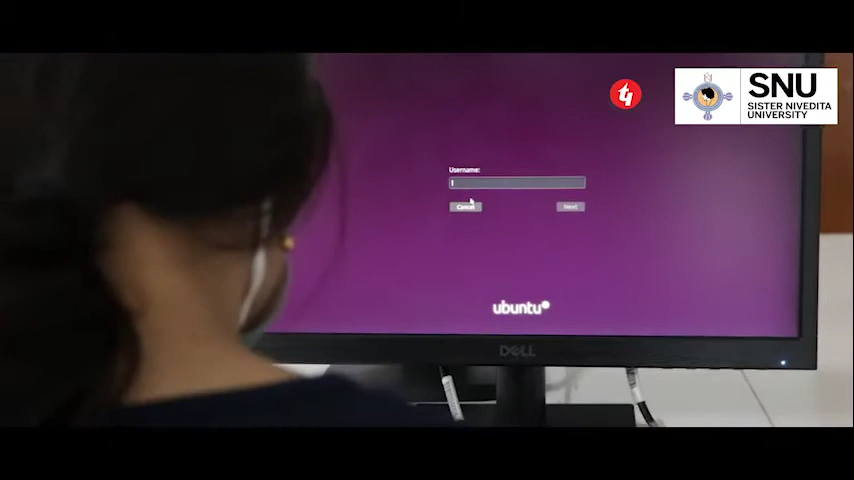 SNU
SISTER NIVEDITA
UNIVERSITY
Username:
Cancel
Next
ubuntu
DELL